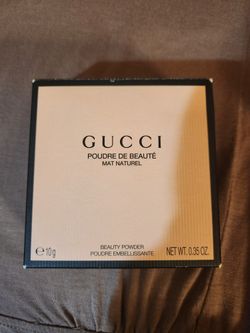 GUCCI
POUDRE DE BEAUTÉ
MAT NATUREL
BEAUTY POWDER
℮ 10g POUDRE EMBELLISSANTE NET WT. 0.35 OZ.